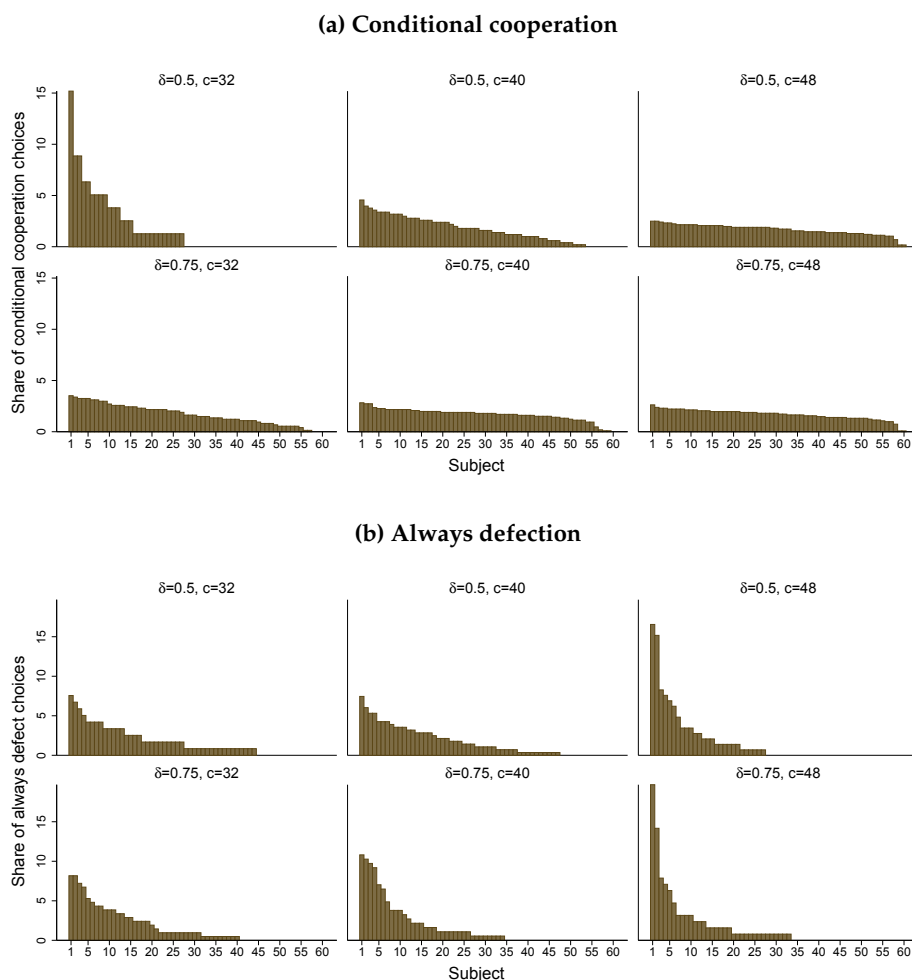 (a) Conditional cooperation
δ=0.5, c=32
δ=0.5, c=40
δ=0.5, c=48
Share of conditional cooperation choices
15
10
5
0
δ=0.75, c=32
δ=0.75, c=40
δ=0.75, c=48
15
10
5
0
1 5 10 15 20 25 30 35 40 45 50 55 60
1 5 10 15 20 25 30 35 40 45 50 55 60
1 5 10 15 20 25 30 35 40 45 50 55 60
Subject
(b) Always defection
δ=0.5, c=32
δ=0.5, c=40
δ=0.5, c=48
Share of always defect choices
15
10
5
0
δ=0.75, c=32
δ=0.75, c=40
δ=0.75, c=48
15
10
5
0
1 5 10 15 20 25 30 35 40 45 50 55 60
1 5 10 15 20 25 30 35 40 45 50 55 60
1 5 10 15 20 25 30 35 40 45 50 55 60
Subject